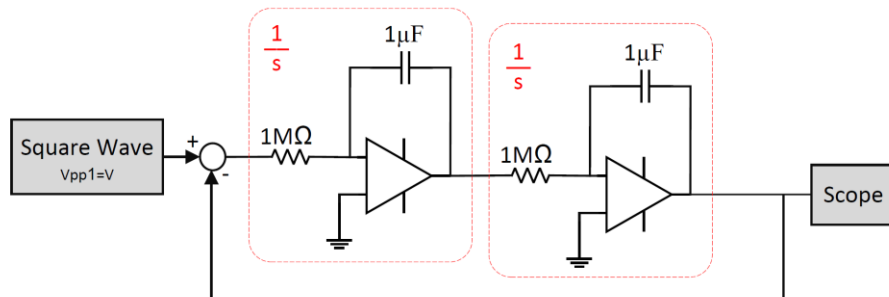 1
s
1μF
1
s
1μF
Square Wave
Vpp1=V
+
-
1MΩ
1MΩ
Scope